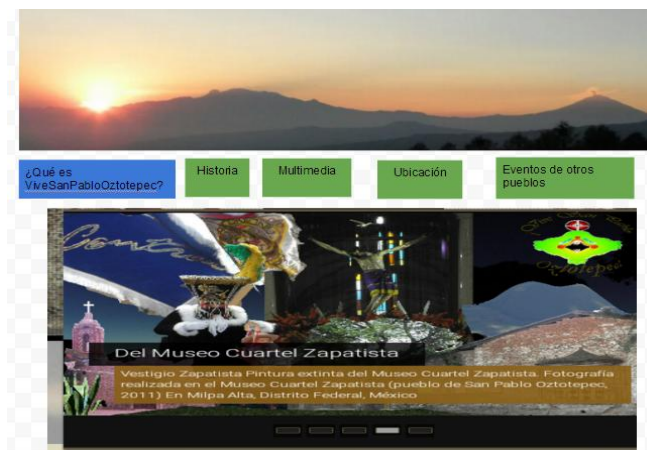 ¿Qué es
ViveSanPabloOztotepec?
Historia
Multimedia
Ubicación
Eventos de otros
pueblos
Centro
Oztotepec
Del Museo Cuartel Zapatista
Vestigio Zapatista Pintura extinta del Museo Cuartel Zapatista. Fotografía
realizada en el Museo Cuartel Zapatista (pueblo de San Pablo Oztotepec,
2011) En Milpa Alta, Distrito Federal, México